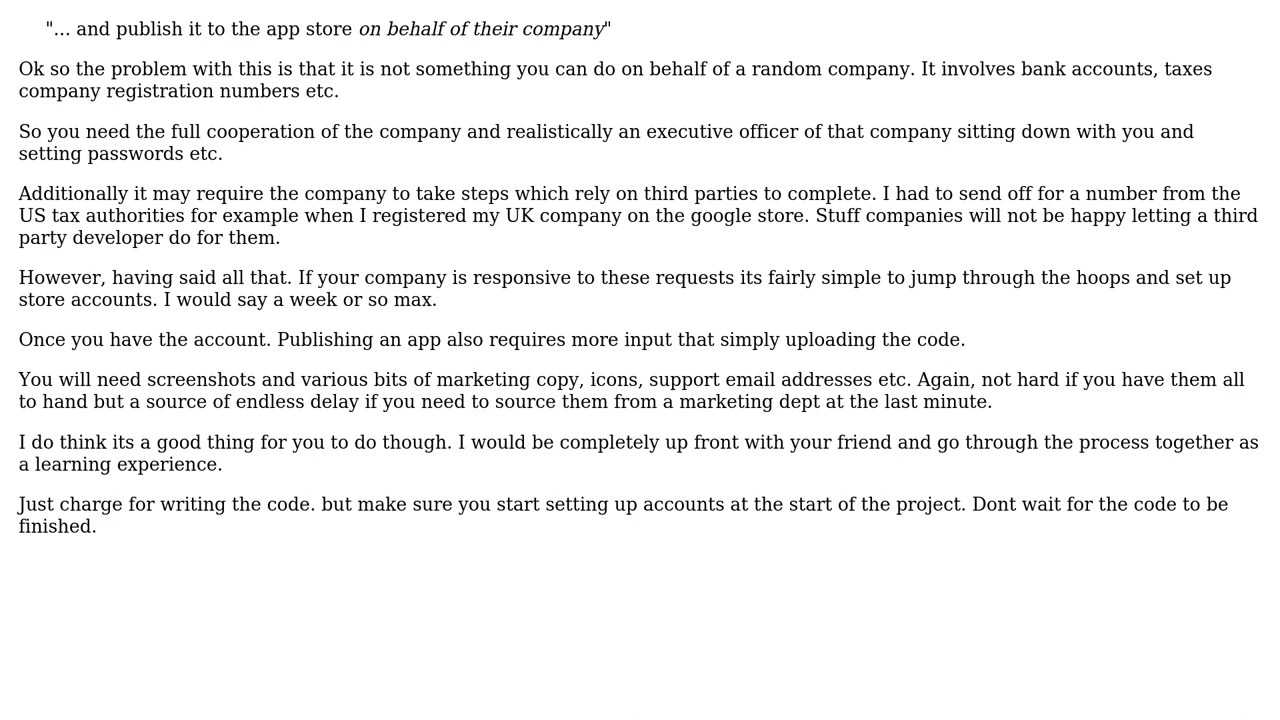 "... and publish it to the app store on behalf of their company"
Ok so the problem with this is that it is not something you can do on behalf of a random company. It involves bank accounts, taxes
company registration numbers etc.
So you need the full cooperation of the company and realistically an executive officer of that company sitting down with you and
setting passwords etc.
Additionally it may require the company to take steps which rely on third parties to complete. I had to send off for a number from the
US tax authorities for example when I registered my UK company on the google store. Stuff companies will not be happy letting a third
party developer do for them.
However, having said all that. If your company is responsive to these requests its fairly simple to jump through the hoops and set up
store accounts. I would say a week or so max.
Once you have the account. Publishing an app also requires more input that simply uploading the code.
You will need screenshots and various bits of marketing copy, icons, support email addresses etc. Again, not hard if you have them all
to hand but a source of endless delay if you need to source them from a marketing dept at the last minute.
I do think its a good thing for you to do though. I would be completely up front with your friend and go through the process together as
a learning experience.
Just charge for writing the code. but make sure you start setting up accounts at the start of the project. Dont wait for the code to be
finished.